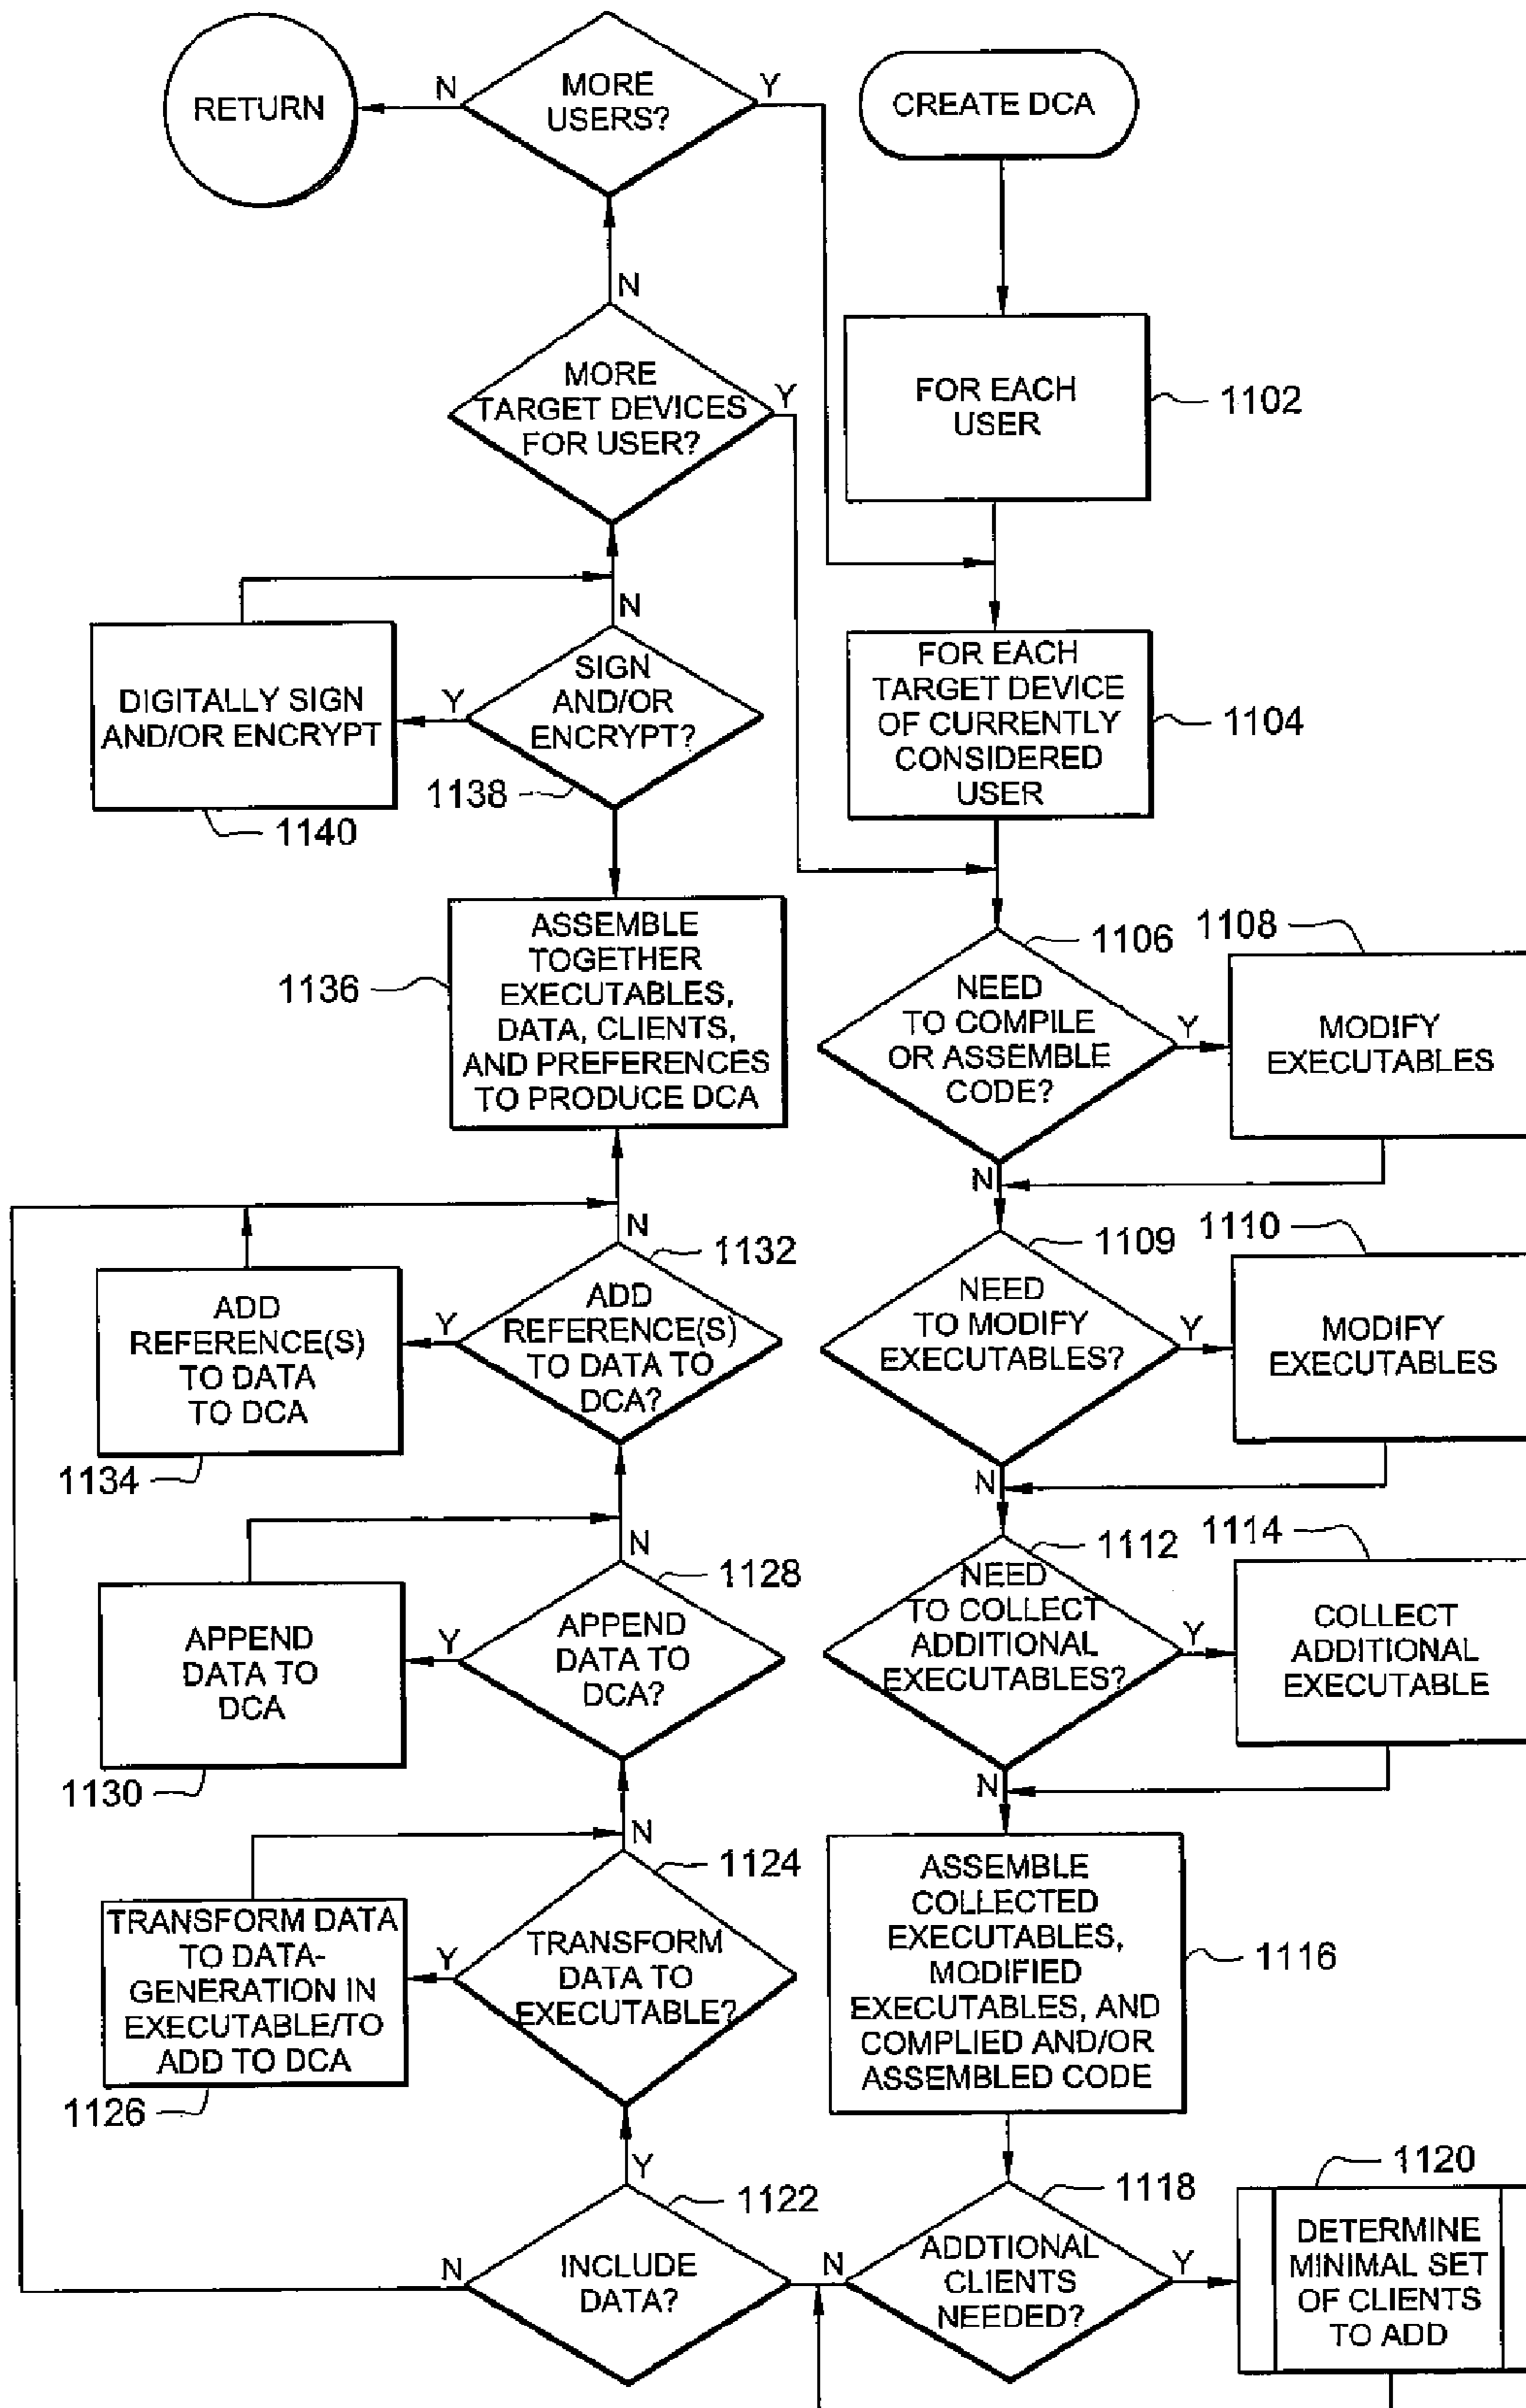 RETURN
N
MORE
USERS?
Y
CREATE DCA
N
MORE
TARGET DEVICES
FOR USER?
Y
FOR EACH
USER
1102
N
DIGITALLY SIGN
AND/OR ENCRYPT
1140
Y
SIGN
AND/OR
ENCRYPT?
1138
FOR EACH
TARGET DEVICE
OF CURRENTLY
CONSIDERED
USER
1104
1136
ASSEMBLE
TOGETHER
EXECUTABLES,
DATA, CLIENTS,
AND PREFERENCES
TO PRODUCE DCA
1106
NEED
TO COMPILE
OR ASSEMBLE
CODE?
Y
N
1108
MODIFY
EXECUTABLES
N
1132
ADD
REFERENCE(S)
TO DATA TO
DCA?
Y
ADD
REFERENCE(S)
TO DATA
TO DCA
1134
1109
NEED
TO MODIFY
EXECUTABLES?
Y
N
1110
MODIFY
EXECUTABLES
N
1128
APPEND
DATA TO
DCA?
Y
APPEND
DATA TO
DCA
1130
1112
NEED
TO COLLECT
ADDITIONAL
EXECUTABLES?
Y
N
1114
COLLECT
ADDITIONAL
EXECUTABLE
N
1124
TRANSFORM
DATA TO
EXECUTABLE?
Y
TRANSFORM DATA
TO DATA-
GENERATION IN
EXECUTABLE/TO
ADD TO DCA
1126
ASSEMBLE
COLLECTED
EXECUTABLES,
MODIFIED
EXECUTABLES, AND
COMPLIED AND/OR
ASSEMBLED CODE
1116
Y
1122
N
INCLUDE
DATA?
1118
N
ADDTIONAL
CLIENTS
NEEDED?
Y
1120
DETERMINE
MINIMAL SET
OF CLIENTS
TO ADD